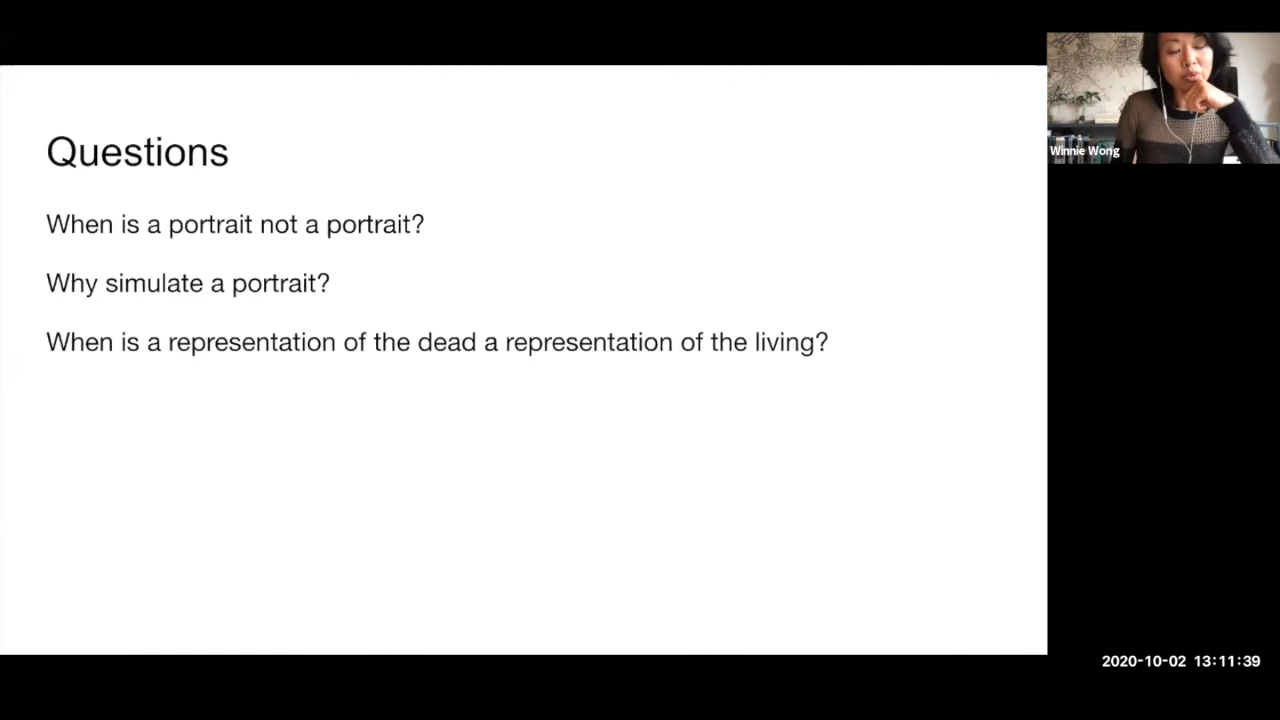 Questions
When is a portrait not a portrait?
Why simulate a portrait?
When is a representation of the dead a representation of the living?
Winnie Wong
2020-10-02 13:11:39